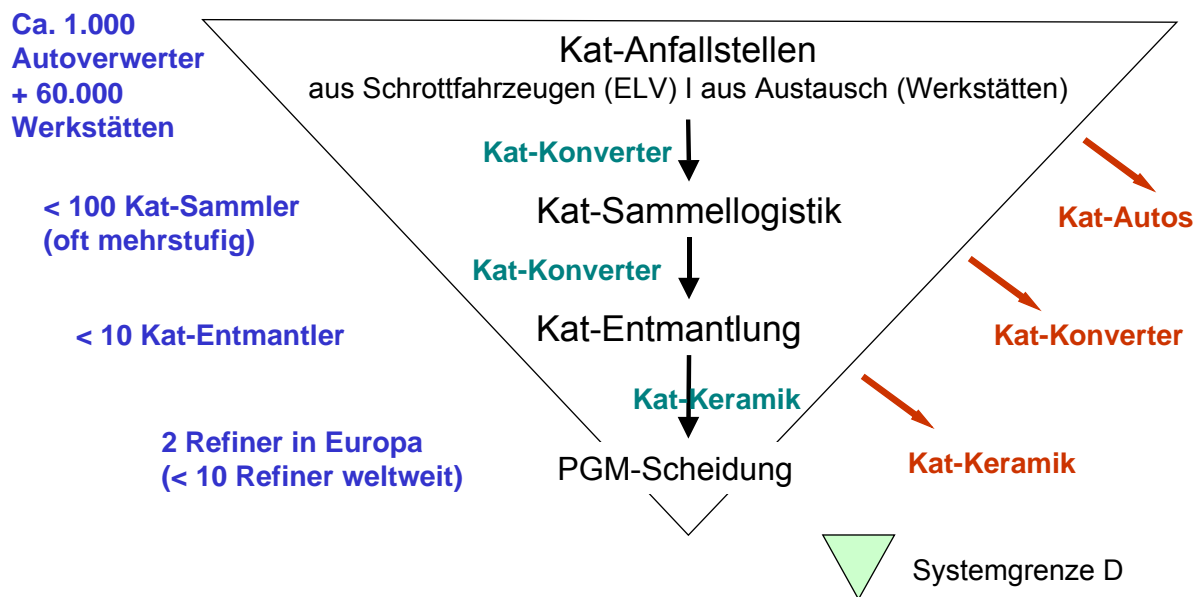 Ca. 1.000
Autoverwerter
+ 60.000
Werkstätten
Kat-Anfallstellen
aus Schrottfahrzeugen (ELV) I aus Austausch (Werkstätten)
Kat-Konverter
< 100 Kat-Sammler
(oft mehrstufig)
Kat-Sammellogistik
Kat-Autos
Kat-Konverter
< 10 Kat-Entmantler
Kat-Entmantlung
Kat-Konverter
Kat-Keramik
2 Refiner in Europa
(< 10 Refiner weltweit)
PGM-Scheidung
Kat-Keramik
Systemgrenze D